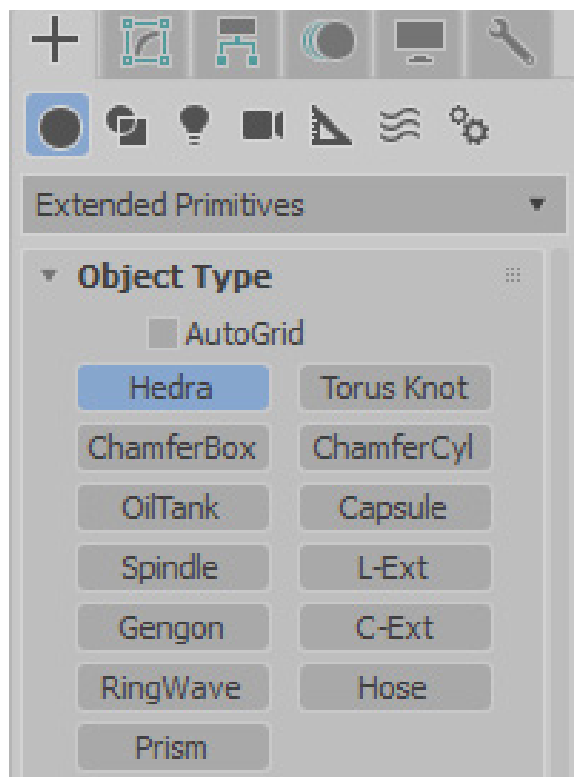 Extended Primitives
Object Type
AutoGrid
Hedra Torus Knot
ChamferBox ChamferCyl
OilTank Capsule
Spindle L-Ext
Gengon C-Ext
RingWave Hose
Prism